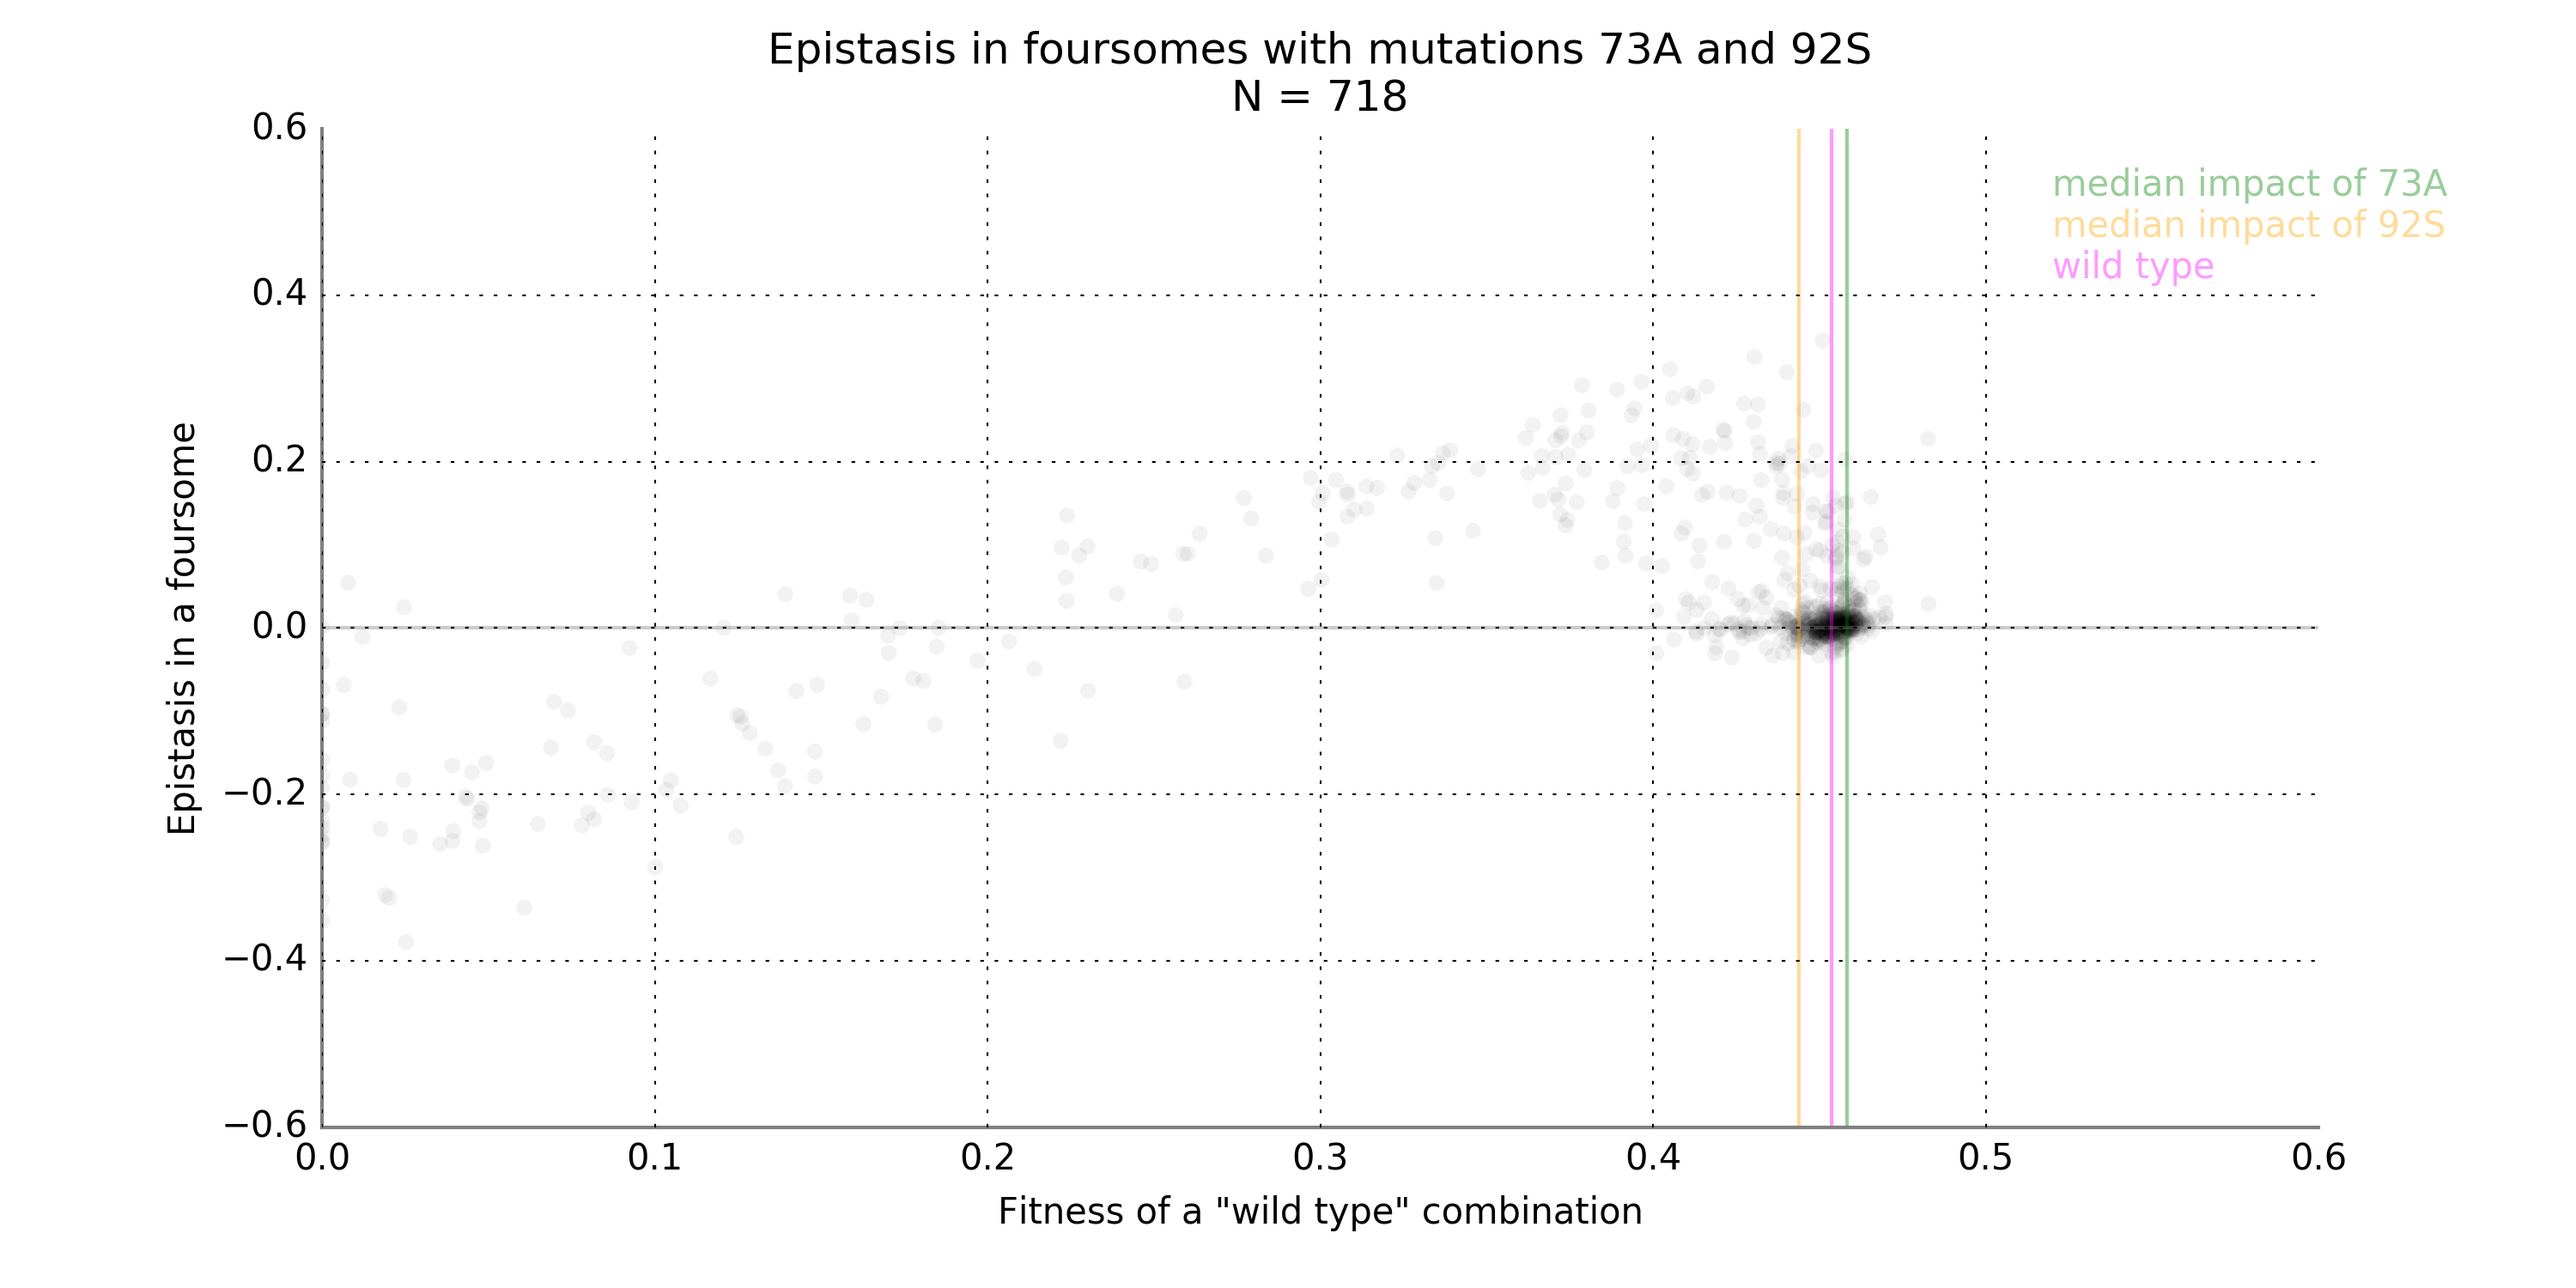 Epistasis in foursomes with mutations 73A and 92S
N = 718
0.6
0.4
0.2
0.0
−0.2
−0.4
−0.6
Epistasis in a foursome
median impact of 73A
median impact of 92S
wild type
0.0 0.1 0.2 0.3 0.4 0.5 0.6
Fitness of a "wild type" combination